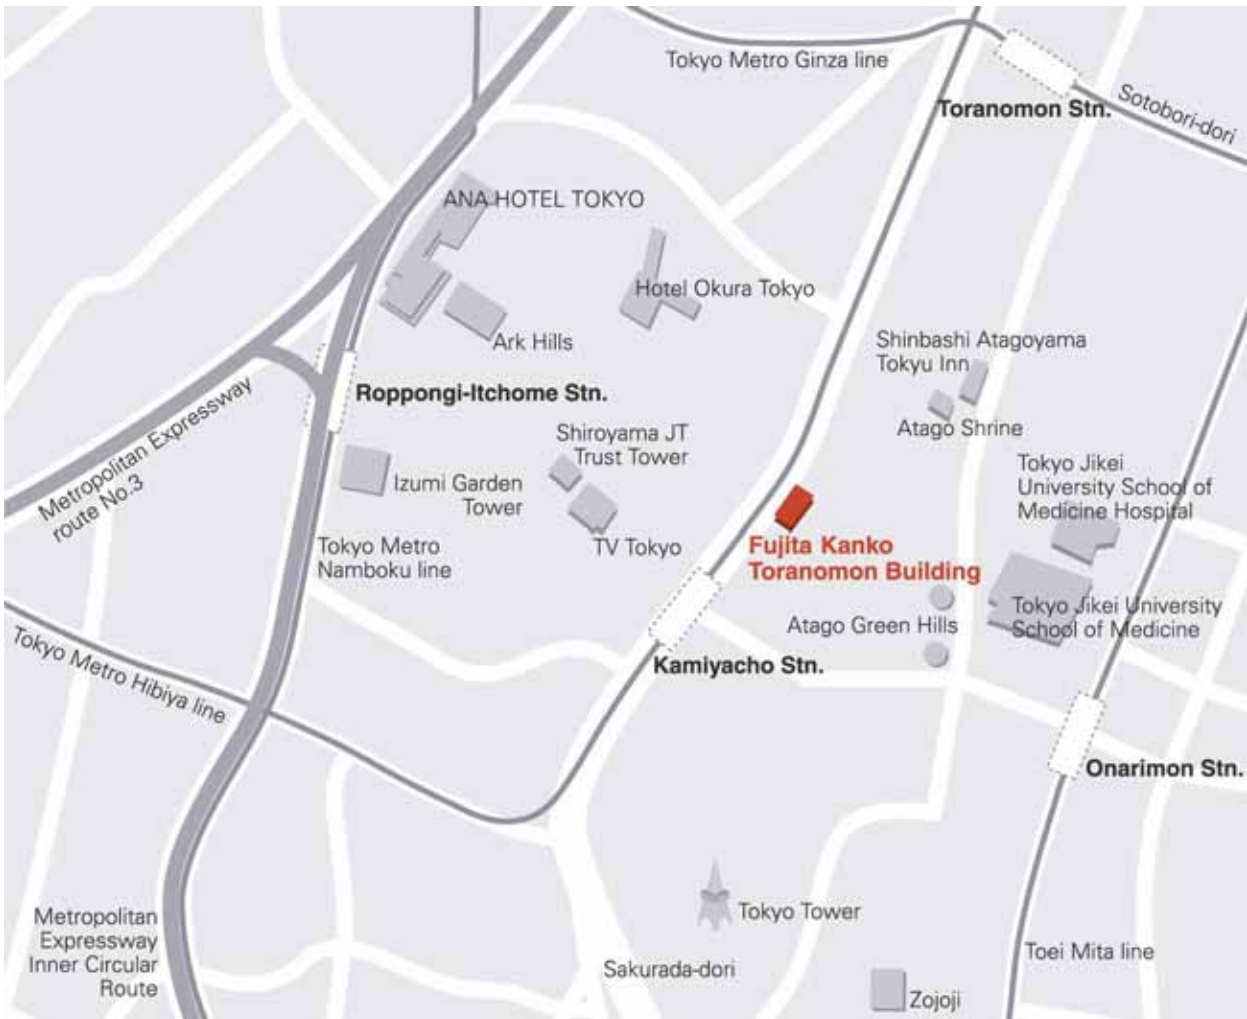 Tokyo Metro Ginza line
Toranomon Stn.
Sotobori-dori
ANA HOTEL TOKYO
Hotel Okura Tokyo
Ark Hills
Shinbashi Atagoyama
Tokyu Inn
Atago Shrine
Roppongi-Itchome Stn.
Metropolitan Expressway
route No.3
Shiroyama JT
Trust Tower
Izumi Garden
Tower
TV Tokyo
Tokyo Jikei
University School of
Medicine Hospital
Tokyo Metro
Namboku line
Fujita Kanko
Toranomon Building
Tokyo Jikei University
School of Medicine
Atago Green Hills
Tokyo Metro Hibiya line
Kamiyacho Stn.
Onarimon Stn.
Metropolitan
Expressway
Inner Circular
Route
Tokyo Tower
Sakurada-dori
Toei Mita line
Zojoji